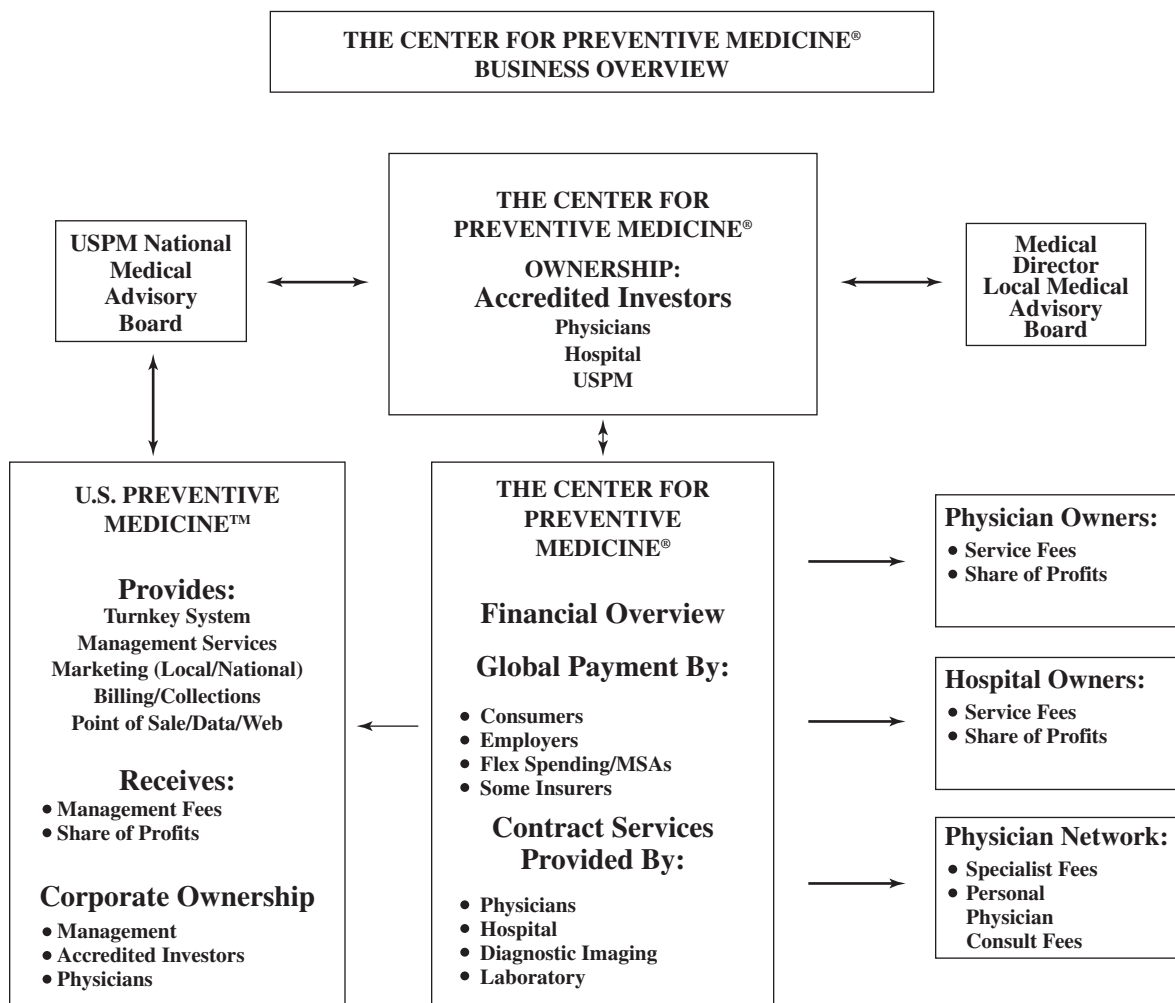 THE CENTER FOR PREVENTIVE MEDICINE®
BUSINESS OVERVIEW
THE CENTER FOR
PREVENTIVE MEDICINE®
OWNERSHIP:
Accredited Investors
Physicians
Hospital
USPM
USPM National
Medical
Advisory
Board
Medical
Director
Local Medical
Advisory
Board
U.S. PREVENTIVE
MEDICINE™
Provides:
Turnkey System
Management Services
Marketing (Local/National)
Billing/Collections
Point of Sale/Data/Web
Receives:
• Management Fees
• Share of Profits
Corporate Ownership
• Management
• Accredited Investors
• Physicians
THE CENTER FOR
PREVENTIVE
MEDICINE®
Financial Overview
Global Payment By:
• Consumers
• Employers
• Flex Spending/MSAs
• Some Insurers
Contract Services
Provided By:
• Physicians
• Hospital
• Diagnostic Imaging
• Laboratory
Physician Owners:
• Service Fees
• Share of Profits
Hospital Owners:
• Service Fees
• Share of Profits
Physician Network:
• Specialist Fees
• Personal
Physician
Consult Fees